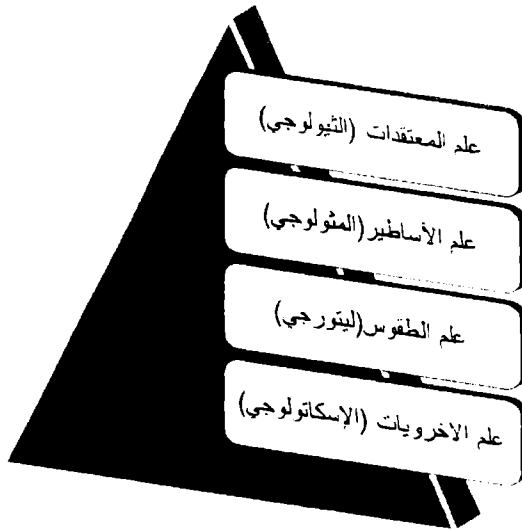 علم المعتقدات (الثيولوجي)
علم الأساطير(المثولوجي)
علم الطقوس(ليتورجي)
علم الاخرويات (الإسكاتولوجي)